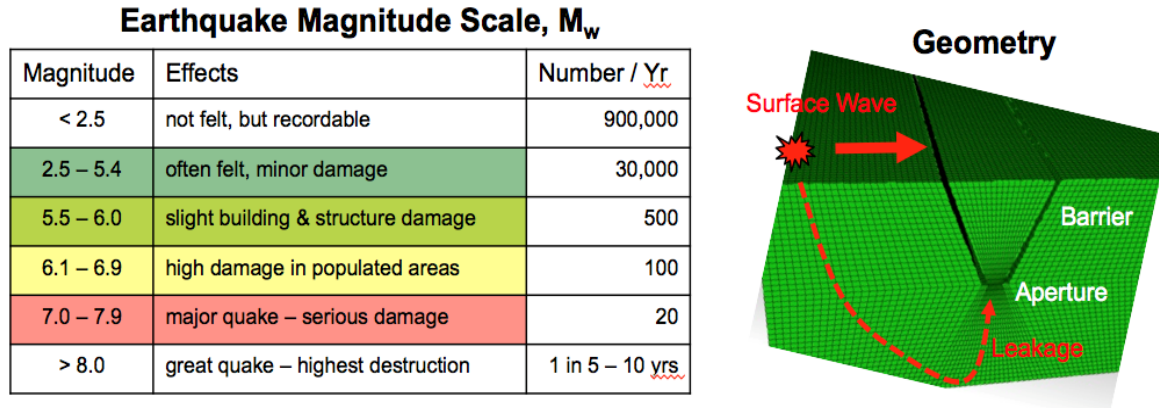 Earthquake Magnitude Scale, Mw
Magnitude Effects Number / Yr
< 2.5 not felt, but recordable 900,000
2.5 – 5.4 often felt, minor damage 30,000
5.5 – 6.0 slight building & structure damage 500
6.1 – 6.9 high damage in populated areas 100
7.0 – 7.9 major quake – serious damage 20
> 8.0 great quake – highest destruction 1 in 5 – 10 yrs
Geometry
Surface Wave
Barrier
Aperture
Leakage